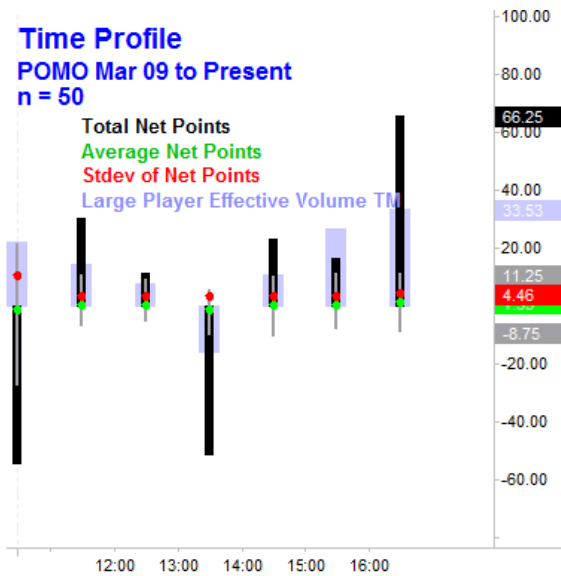 Time Profile
POMO Mar 09 to Present
n = 50
Total Net Points
Average Net Points
Stdev of Net Points
Large Player Effective Volume TM
100.00
80.00
66.25
60.00
40.00
33.53
20.00
11.25
4.46
-8.75
-20.00
-40.00
-60.00
12:00 13:00 14:00 15:00 16:00